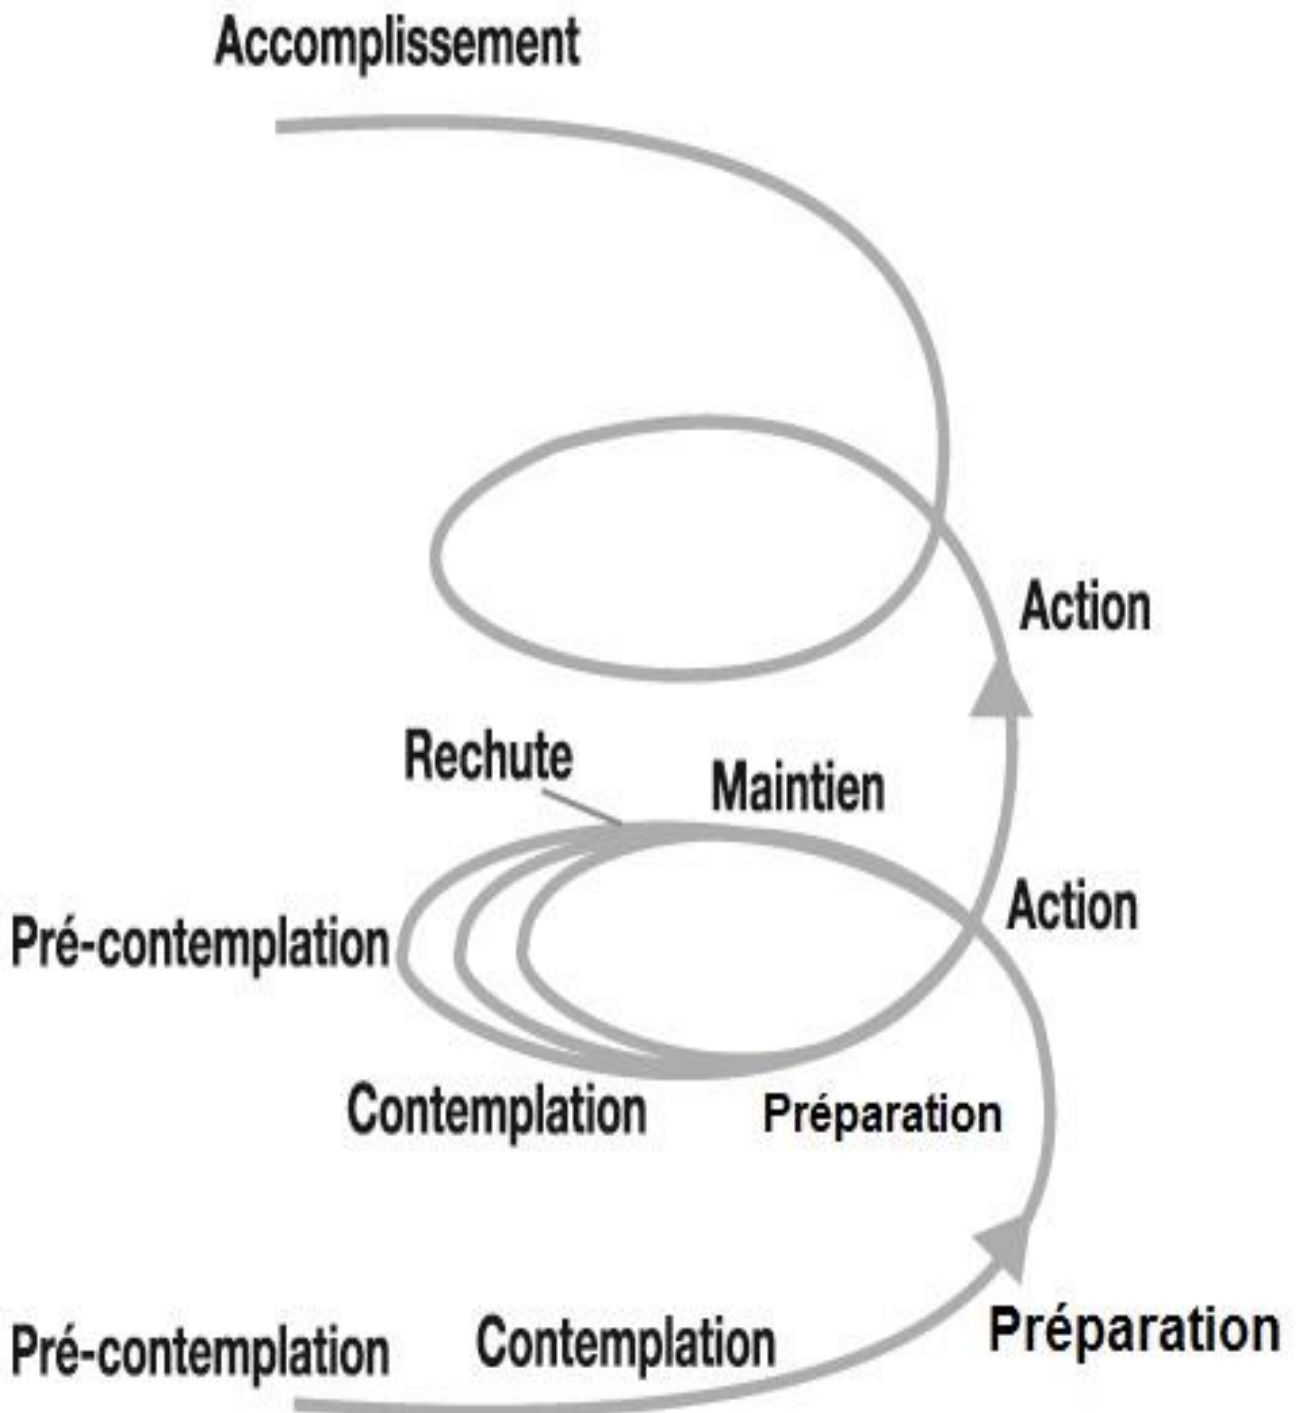 Accomplissement
Action
Rechute
Maintien
Action
Pré-contemplation
Contemplation
Préparation
Pré-contemplation
Contemplation
Préparation